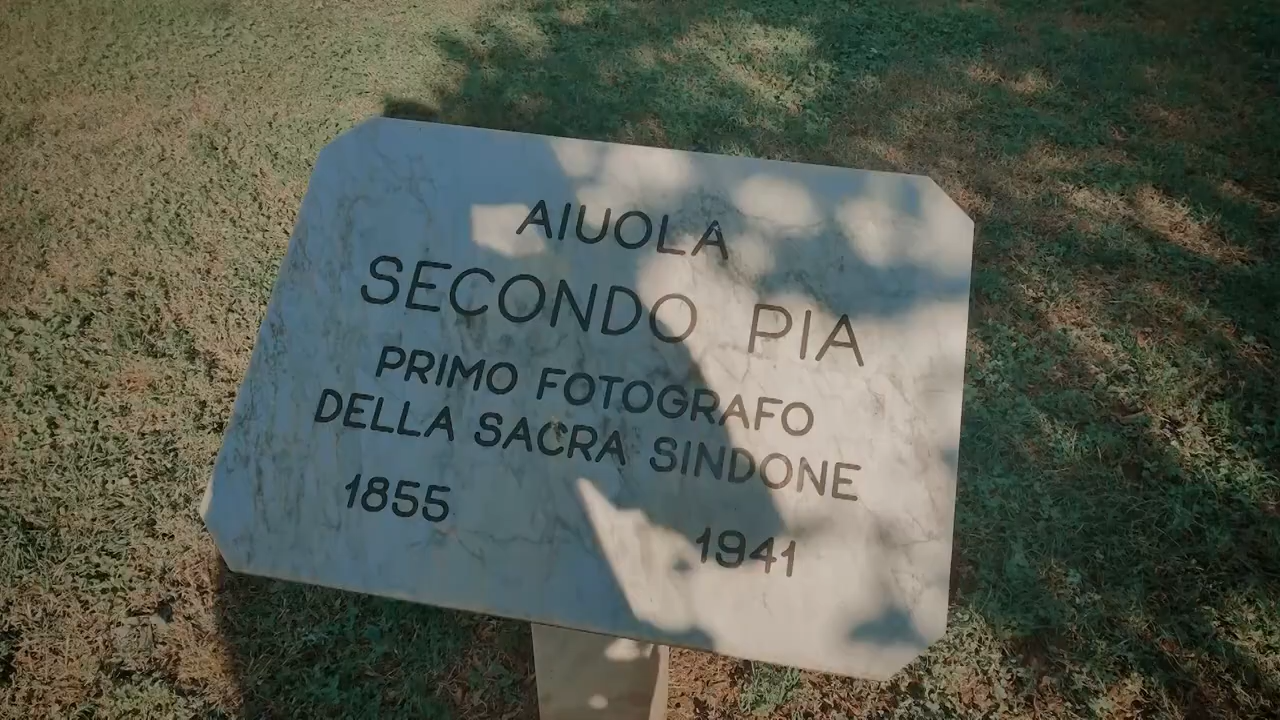 AIUOLA
SECONDO PIA
PRIMO FOTOGRAFO
DELLA SACRA SINDONE
1855
1941